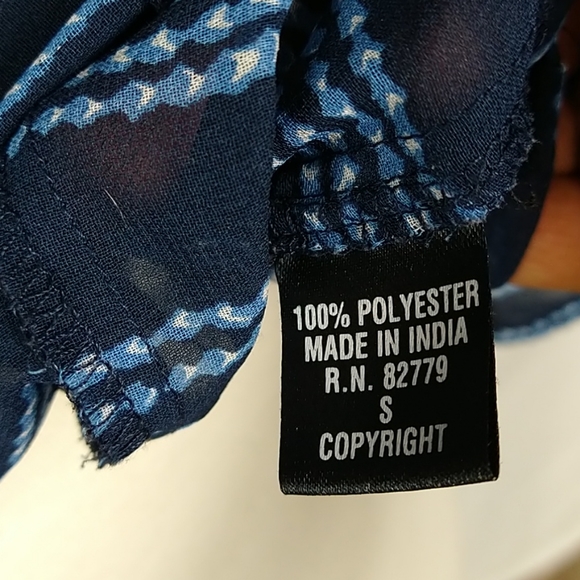 100% POLYESTER
MADE IN INDIA
R.N. 82779
S
COPYRIGHT